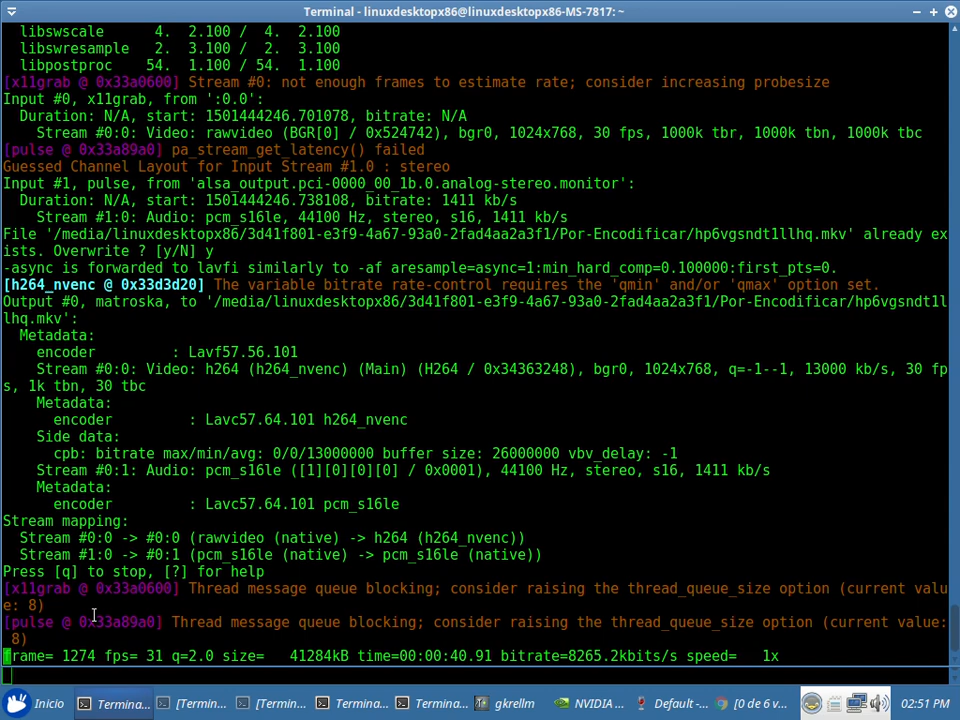 Terminal - linuxdesktopx86@linuxdesktopx86-MS-7817: ~
libswscale      4.  2.100 /  4.  2.100
libswresample   2.  3.100 /  2.  3.100
libpostproc    54.  1.100 / 54.  1.100
[x11grab @ 0x33a0600] Stream #0: not enough frames to estimate rate; consider increasing probesize
Input #0, x11grab, from ':0.0':
Duration: N/A, start: 1501444246.701078, bitrate: N/A
Stream #0:0: Video: rawvideo (BGR[0] / 0x524742), bgr0, 1024x768, 30 fps, 1000k tbr, 1000k tbn, 1000k tbc
[pulse @ 0x33a89a0] pa_stream_get_latency() failed
Guessed Channel Layout for Input Stream #1.0 : stereo
Input #1, pulse, from 'alsa_output.pci-0000_00_1b.0.analog-stereo.monitor':
Duration: N/A, start: 1501444246.738108, bitrate: 1411 kb/s
Stream #1:0: Audio: pcm_s16le, 44100 Hz, stereo, s16, 1411 kb/s
File '/media/linuxdesktopx86/3d41f801-e3f9-4a67-93a0-2fad4aa2a3f1/Por-Encodificar/hp6vgsndt1llhq.mkv' already ex
ists. Overwrite ? [y/N] y
-async is forwarded to lavfi similarly to -af aresample=async=1:min_hard_comp=0.100000:first_pts=0.
[h264_nvenc @ 0x33d3d20] The variable bitrate rate-control requires the 'qmin' and/or 'qmax' option set.
Output #0, matroska, to '/media/linuxdesktopx86/3d41f801-e3f9-4a67-93a0-2fad4aa2a3f1/Por-Encodificar/hp6vgsndt1l
lhq.mkv':
Metadata:
encoder         : Lavf57.56.101
Stream #0:0: Video: h264 (h264_nvenc) (Main) (H264 / 0x34363248), bgr0, 1024x768, q=-1--1, 13000 kb/s, 30 fp
s, 1k tbn, 30 tbc
Metadata:
encoder         : Lavc57.64.101 h264_nvenc
Side data:
cpb: bitrate max/min/avg: 0/0/13000000 buffer size: 26000000 vbv_delay: -1
Stream #0:1: Audio: pcm_s16le ([1][0][0][0] / 0x0001), 44100 Hz, stereo, s16, 1411 kb/s
Metadata:
encoder         : Lavc57.64.101 pcm_s16le
Stream mapping:
Stream #0:0 -> #0:0 (rawvideo (native) -> h264 (h264_nvenc))
Stream #1:0 -> #0:1 (pcm_s16le (native) -> pcm_s16le (native))
Press [q] to stop, [?] for help
[x11grab @ 0x33a0600] Thread message queue blocking; consider raising the thread_queue_size option (current valu
e: 8)
[pulse @ 0x33a89a0] Thread message queue blocking; consider raising the thread_queue_size option (current value:
8)
frame= 1274 fps= 31 q=2.0 size=   41284kB time=00:00:40.91 bitrate=8265.2kbits/s speed=   1x
Inicio
Termina...
[Termin...
[Termin...
Termina...
Termina...
gkrellm
NVIDIA ...
Default -...
[0 de 6 v...
02:51 PM